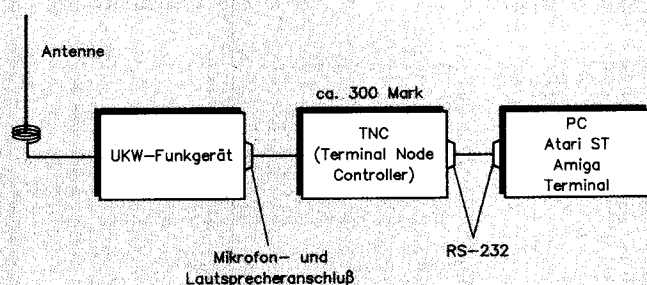 Antenne
ca. 300 Mark
UKW-Funkgerät
TNC
(Terminal Node
Controller)
PC
Atari ST
Amiga
Terminal
Mikrofon- und
Lautsprecheranschluß
RS-232